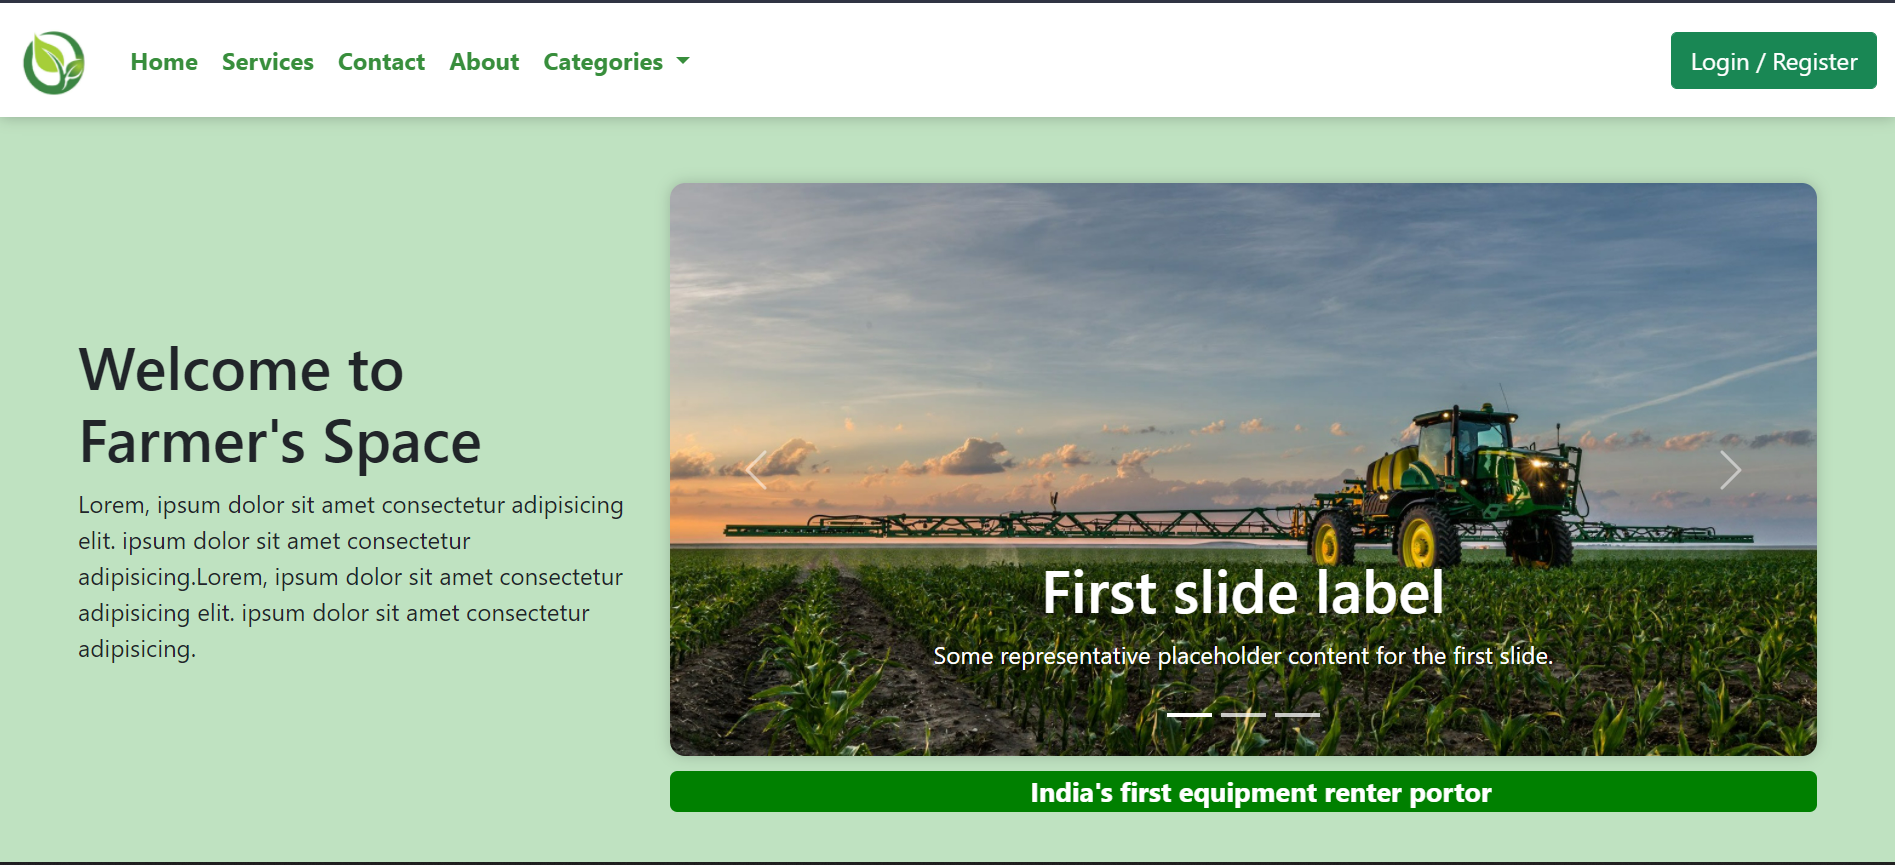 Home Services Contact About Categories
Login / Register
Welcome to
Farmer's Space
Lorem, ipsum dolor sit amet consectetur adipisicing
elit. ipsum dolor sit amet consectetur
adipisicing.Lorem, ipsum dolor sit amet consectetur
adipisicing elit. ipsum dolor sit amet consectetur
adipisicing.
First slide label
Some representative placeholder content for the first slide.
India's first equipment renter portor